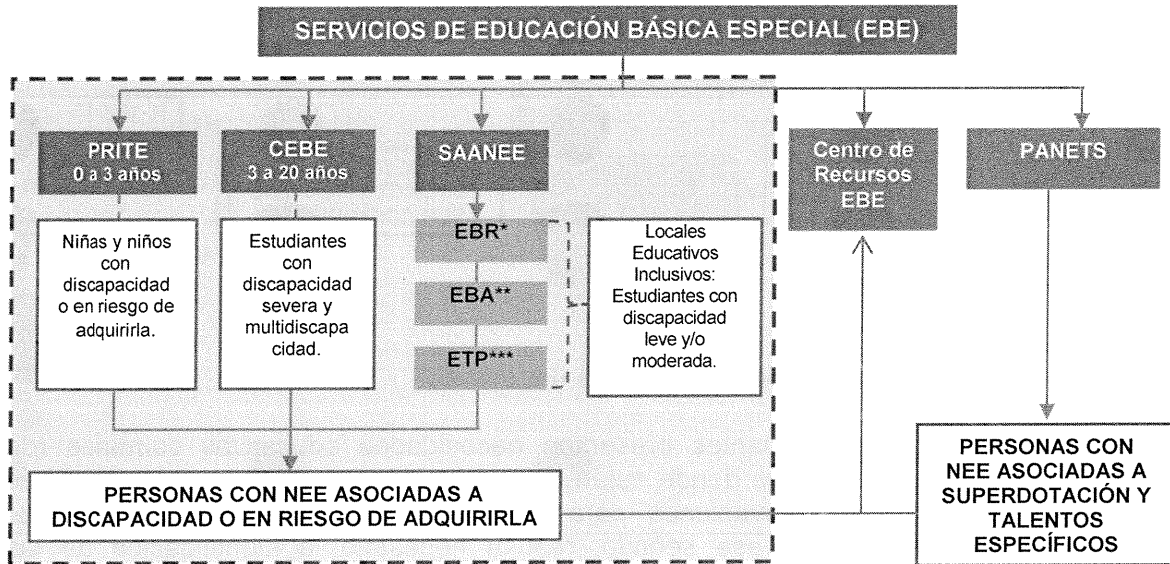 SERVICIOS DE EDUCACIÓN BÁSICA ESPECIAL (EBE)
PRITE
0 a 3 años
CEBE
3 a 20 años
SAANEE
Centro de
Recursos
EBE
PANETS
Niñas y niños
con
discapacidad
o en riesgo de
adquirirla.
Estudiantes
con
discapacidad
severa y
multidiscapa
cidad.
EBR*
EBA**
ETP***
Locales
Educativos
Inclusivos:
Estudiantes con
discapacidad
leve y/o
moderada.
PERSONAS CON NEE ASOCIADAS A
DISCAPACIDAD O EN RIESGO DE ADQUIRIRLA
PERSONAS CON
NEE ASOCIADAS A
SUPERDOTACIÓN Y
TALENTOS
ESPECÍFICOS